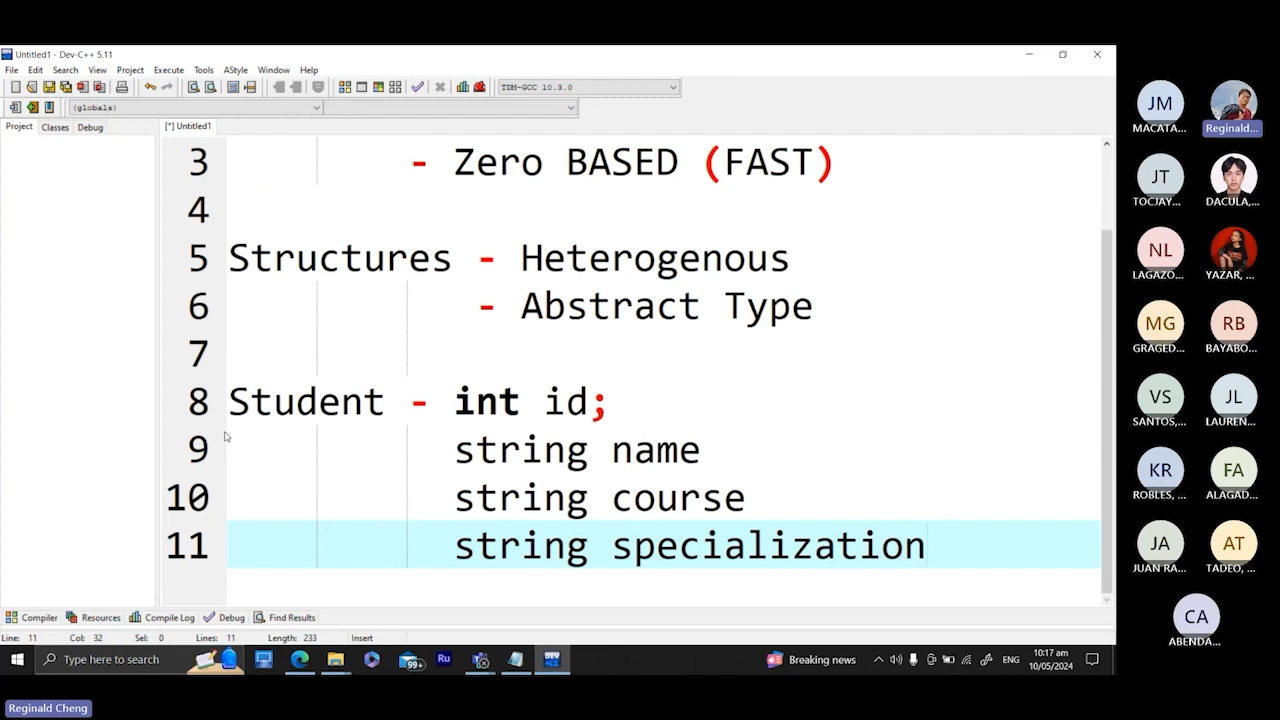 Untitled1 - Dev-C++ 5.11
File Edit Search View Project Execute Tools AStyle Window Help
TDM-GCC 10.3.0
(globals)
Project Classes Debug
[*] Untitled1
3 - Zero BASED (FAST)
4
5 Structures - Heterogenous
6 - Abstract Type
7
8 Student - int id;
9 string name
10 string course
11 string specialization
Compiler Resources Compile Log Debug Find Results
Line: 11 Col: 32 Sel: 0 Lines: 11 Length: 233 Insert
Type here to search
99+
Ru
DEV
Breaking news
ENG
10:17 am
10/05/2024
JM
MACATA...
Reginald...
JT
TOCJAY...
DACULA,...
NL
LAGAZO...
YAZAR, ...
MG
GRAGED...
RB
BAYABO...
VS
SANTOS,...
JL
LAUREN...
KR
ROBLES, ...
FA
ALAGAD...
JA
JUAN RA...
AT
TADEO, ...
CA
ABENDA...
Reginald Cheng